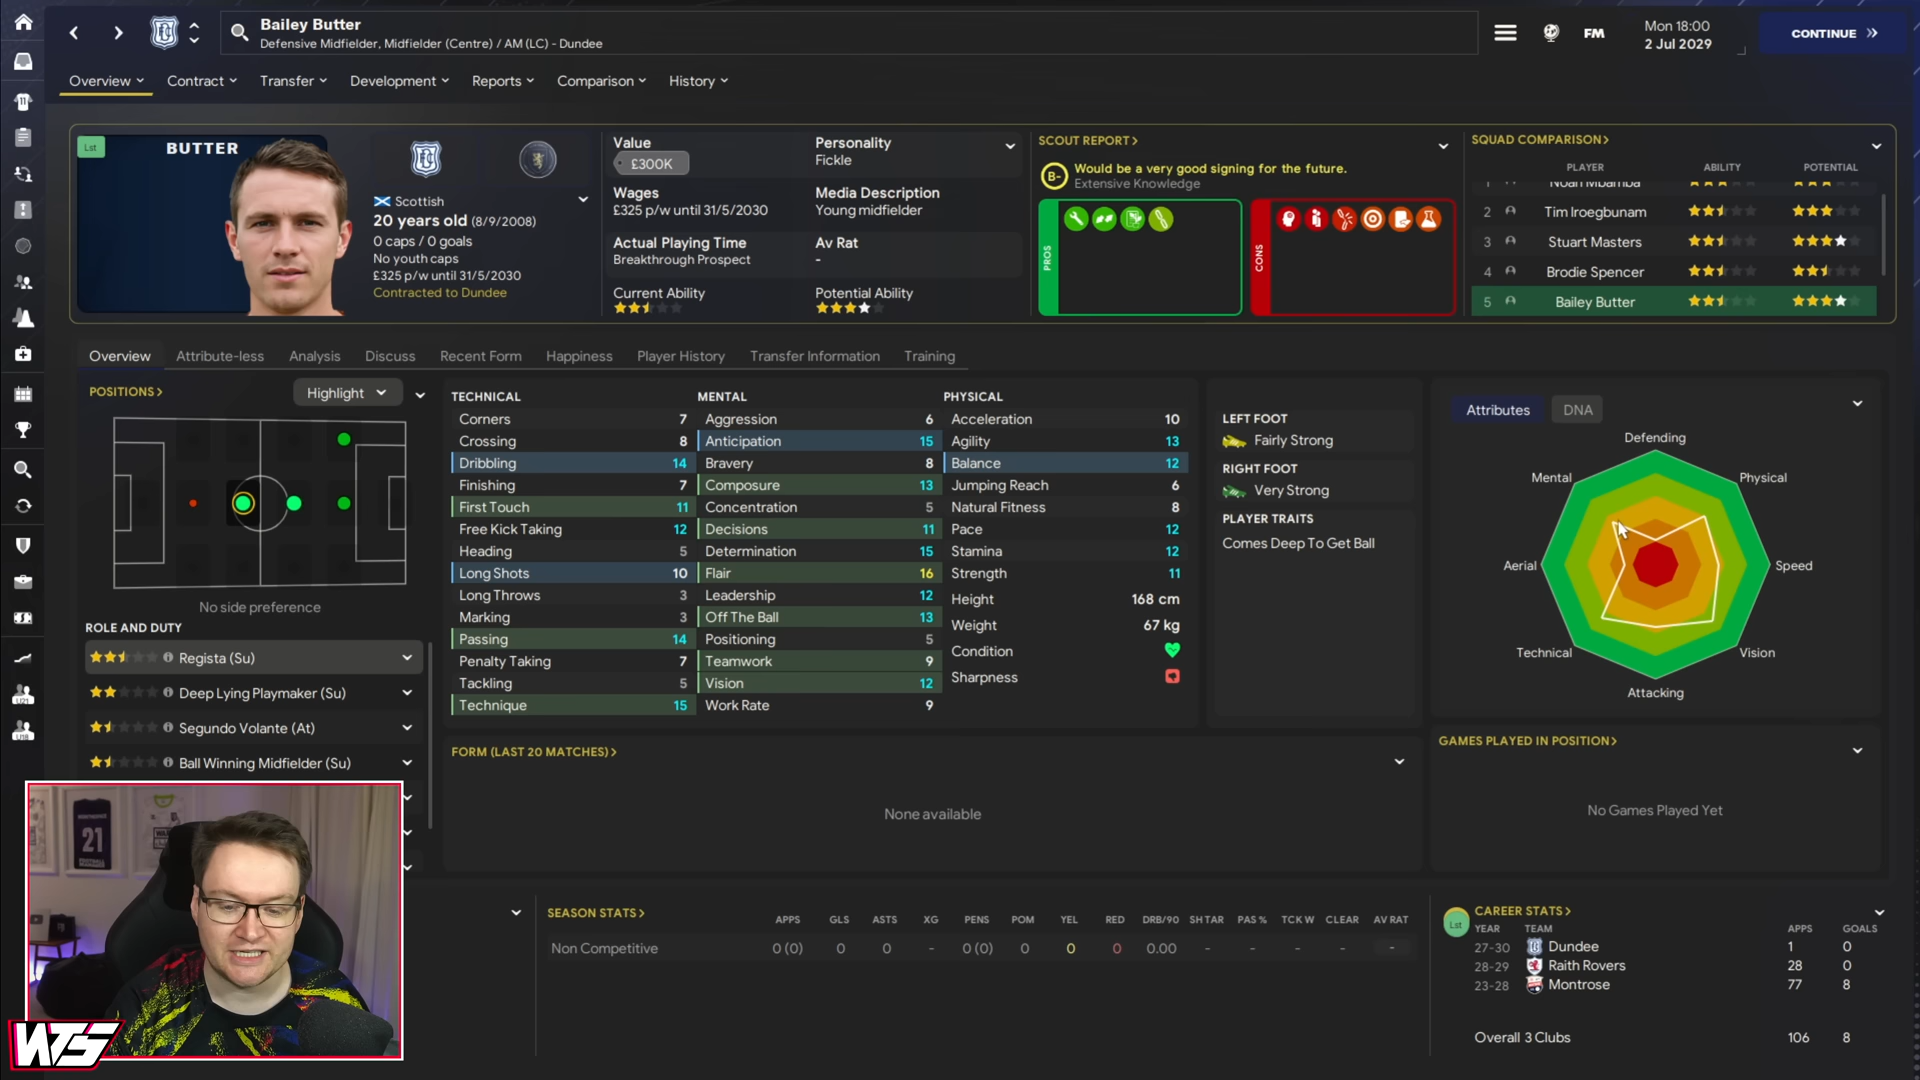 Bailey Butter
Defensive Midfielder, Midfielder (Centre) / AM (LC) - Dundee
FM
Mon 18:00
2 Jul 2029
CONTINUE
Overview
Contract
Transfer
Development
Reports
Comparison
History
Lst
BUTTER
Scottish
20 years old (8/9/2008)
0 caps / 0 goals
No youth caps
£325 p/w until 31/5/2030
Contracted to Dundee
Value
£300K
Wages
£325 p/w until 31/5/2030
Actual Playing Time
Breakthrough Prospect
Current Ability
Personality
Fickle
Media Description
Young midfielder
Av Rat
-
Potential Ability
SCOUT REPORT>
B-
Would be a very good signing for the future.
Extensive Knowledge
PROS
CONS
SQUAD COMPARISON>
PLAYER ABILITY POTENTIAL
1 Noah Mbamba
2 Tim Iroegbunam
3 Stuart Masters
4 Brodie Spencer
5 Bailey Butter
Overview
Attribute-less
Analysis
Discuss
Recent Form
Happiness
Player History
Transfer Information
Training
POSITIONS>
Highlight
No side preference
ROLE AND DUTY
Regista (Su)
Deep Lying Playmaker (Su)
Segundo Volante (At)
Ball Winning Midfielder (Su)
TECHNICAL
Corners 7
Crossing 8
Dribbling 14
Finishing 7
First Touch 11
Free Kick Taking 12
Heading 5
Long Shots 10
Long Throws 3
Marking 3
Passing 14
Penalty Taking 7
Tackling 5
Technique 15
MENTAL
Aggression 6
Anticipation 15
Bravery 8
Composure 13
Concentration 5
Decisions 11
Determination 15
Flair 16
Leadership 12
Off The Ball 13
Positioning 5
Teamwork 9
Vision 12
Work Rate 9
PHYSICAL
Acceleration 10
Agility 13
Balance 12
Jumping Reach 6
Natural Fitness 8
Pace 12
Stamina 12
Strength 11
Height 168 cm
Weight 67 kg
Condition
Sharpness
LEFT FOOT
Fairly Strong
RIGHT FOOT
Very Strong
PLAYER TRAITS
Comes Deep To Get Ball
Attributes
DNA
Defending
Physical
Speed
Vision
Attacking
Technical
Aerial
Mental
FORM (LAST 20 MATCHES)>
None available
GAMES PLAYED IN POSITION>
No Games Played Yet
21
WTS
SEASON STATS>
APPS GLS ASTS XG PENS POM YEL RED DRB/90 SH TAR PAS % TCK W CLEAR AV RAT
Non Competitive 0 (0) 0 0 - 0 (0) 0 0 0 0.00 - - - - -
Lst
CAREER STATS>
YEAR TEAM APPS GOALS
27-30 Dundee 1 0
28-29 Raith Rovers 28 0
23-28 Montrose 77 8
Overall 3 Clubs 106 8